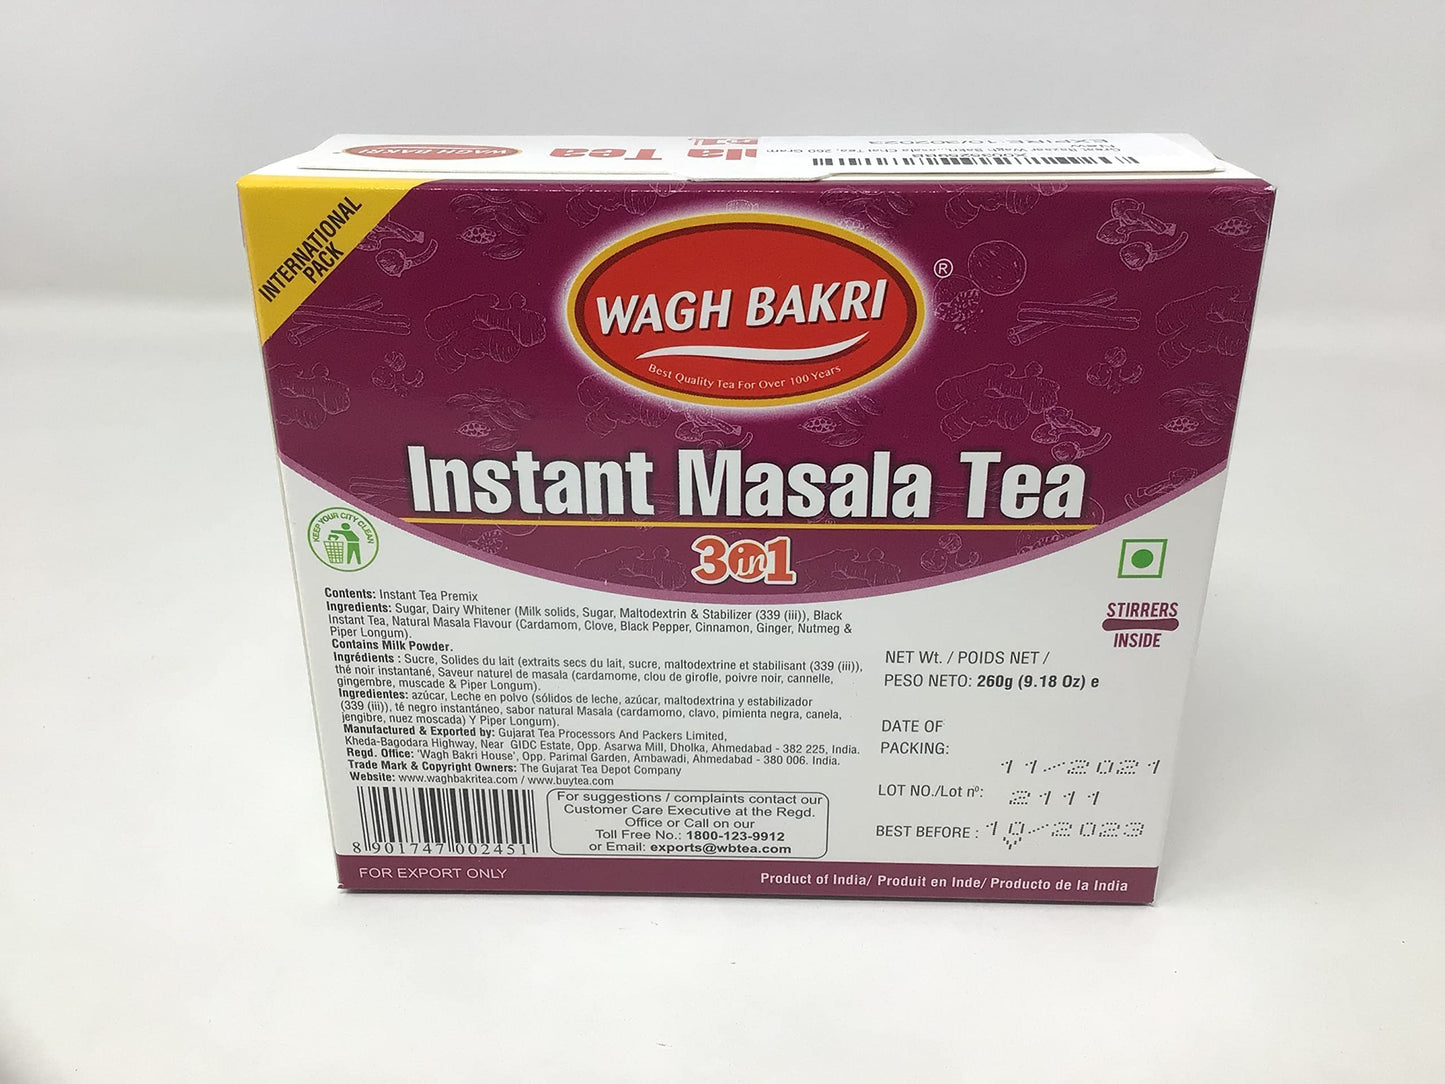 WAGH BAKRI
la Tea
EXPIRE: 10/302023
INTERNATIONAL
PACK
WAGH BAKRI
®
Best Quality Tea For Over 100 Years
Instant Masala Tea
3in1
KEEP YOUR CITY CLEAN
Contents: Instant Tea Premix
Ingredients: Sugar, Dairy Whitener (Milk solids, Sugar, Maltodextrin & Stabilizer (339 (iii)), Black
Instant Tea, Natural Masala Flavour (Cardamom, Clove, Black Pepper, Cinnamon, Ginger, Nutmeg &
Piper Longum).
Contains Milk Powder.
Ingrédients : Sucre, Solides du lait (extraits secs du lait, sucre, maltodextrine et stabilisant (339 (iii)),
thé noir instantané, Saveur naturel de masala (cardamome, clou de girofle, poivre noir, cannelle,
gingembre, muscade & Piper Longum).
Ingredientes: azúcar, Leche en polvo (sólidos de leche, azúcar, maltodextrina y estabilizador
(339 (iii)), té negro instantáneo, sabor natural Masala (cardamomo, clavo, pimienta negra, canela,
jengibre, nuez moscada) Y Piper Longum).
Manufactured & Exported by: Gujarat Tea Processors And Packers Limited,
Kheda-Bagodara Highway, Near GIDC Estate, Opp. Asarwa Mill, Dholka, Ahmedabad - 382 225, India.
Regd. Office: 'Wagh Bakri House', Opp. Parimal Garden, Ambawadi, Ahmedabad - 380 006. India.
Trade Mark & Copyright Owners: The Gujarat Tea Depot Company
Website: www.waghbakritea.com / www.buytea.com
8 901747 002451
For suggestions / complaints contact our
Customer Care Executive at the Regd.
Office or Call on our
Toll Free No.: 1800-123-9912
or Email: exports@wbtea.com
STIRRERS
INSIDE
NET Wt. / POIDS NET /
PESO NETO: 260g (9.18 Oz) e
DATE OF
PACKING: 11/2021
LOT NO./Lot nº: 2111
BEST BEFORE : 10/2023
FOR EXPORT ONLY
Product of India/ Produit en Inde/ Producto de la India